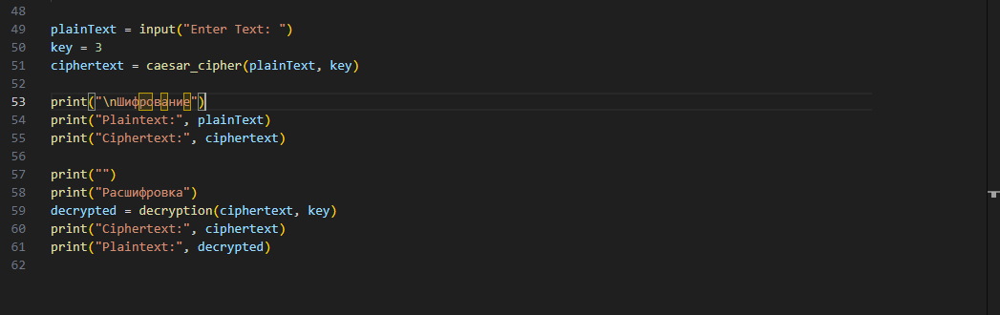 48
49 plainText = input("Enter Text: ")
50 key = 3
51 ciphertext = caesar_cipher(plainText, key)
52
53 print("\nШифрование")
54 print("Plaintext:", plainText)
55 print("Ciphertext:", ciphertext)
56
57 print("")
58 print("Расшифровка")
59 decrypted = decryption(ciphertext, key)
60 print("Ciphertext:", ciphertext)
61 print("Plaintext:", decrypted)
62